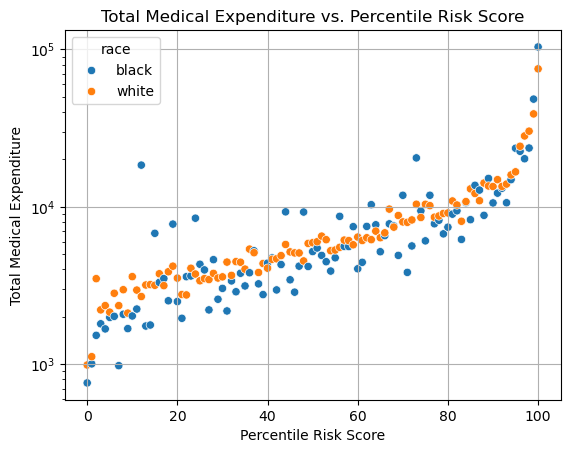 Total Medical Expenditure vs. Percentile Risk Score
race
black
white
10^5
10^4
10^3
Total Medical Expenditure
0 20 40 60 80 100
Percentile Risk Score